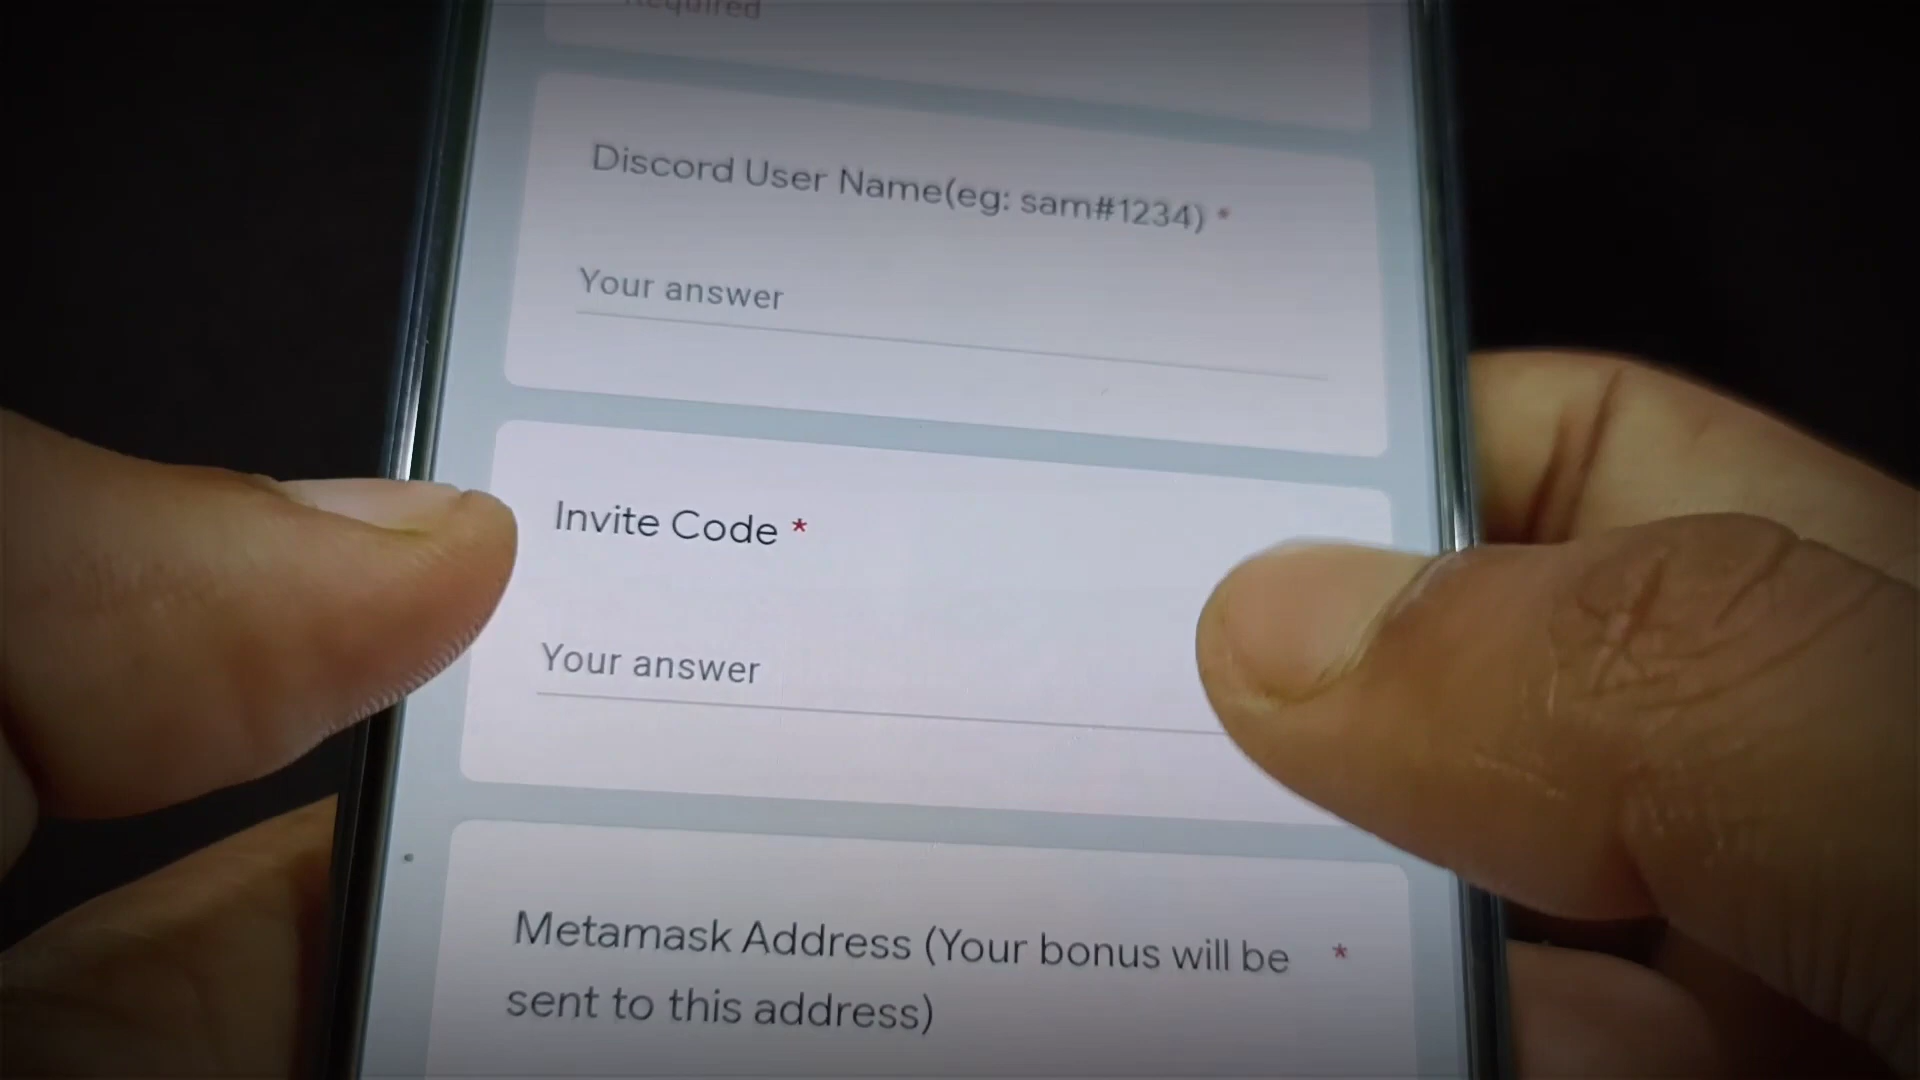 Required
Discord User Name(eg: sam#1234) *
Your answer
Invite Code *
Your answer
Metamask Address (Your bonus will be *
sent to this address)